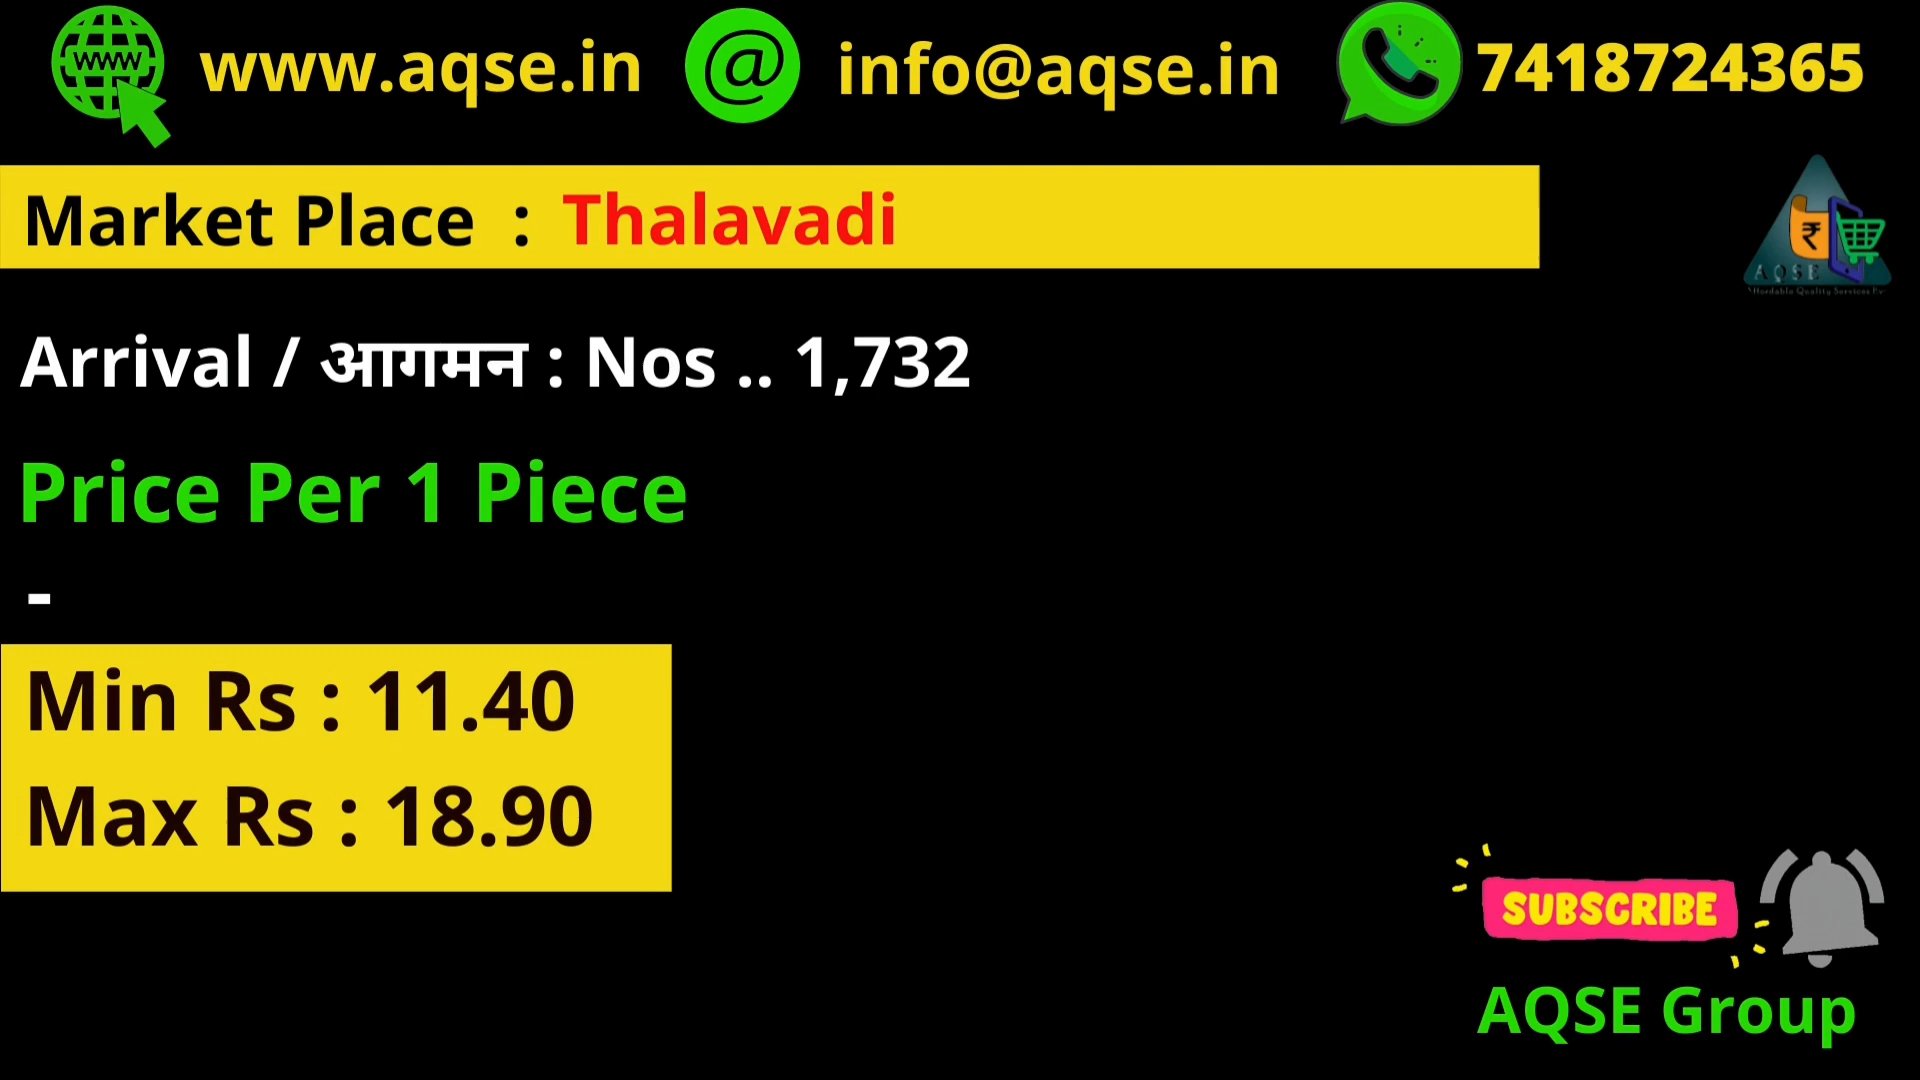 www
www.aqse.in
@
info@aqse.in
7418724365
Market Place : Thalavadi
₹
AQSE
Arrival / आगमन : Nos .. 1,732
Price Per 1 Piece
-
Min Rs : 11.40
Max Rs : 18.90
SUBSCRIBE
AQSE Group